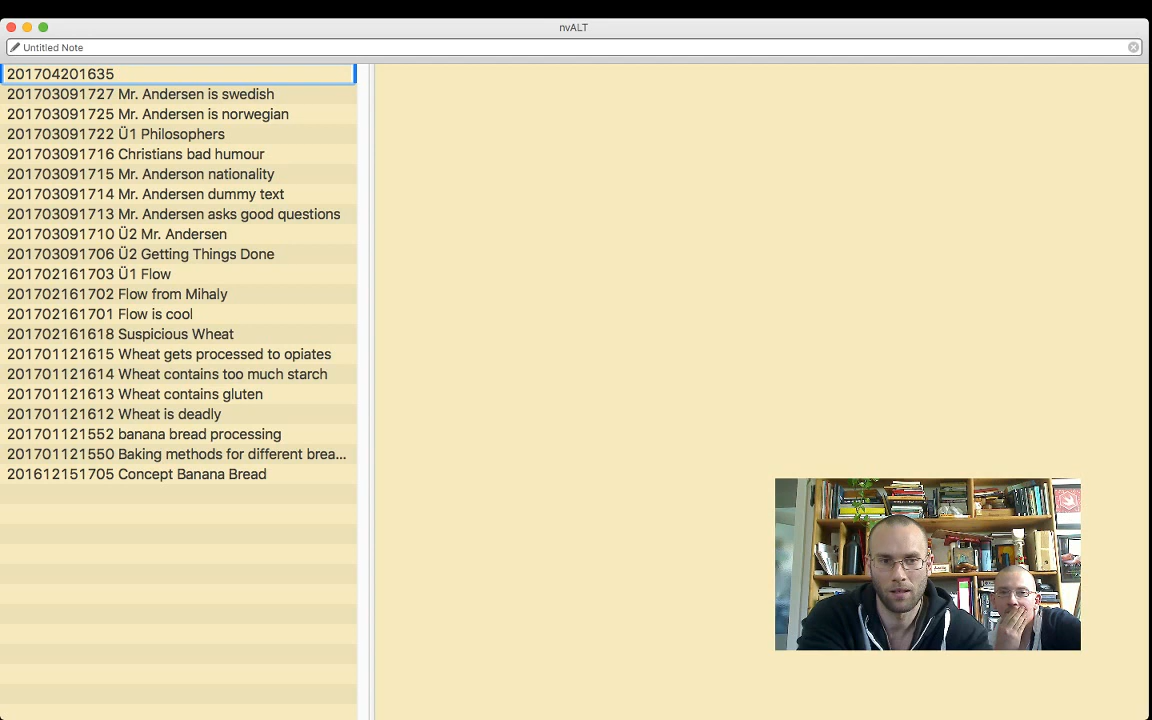 nvALT
Untitled Note
201704201635
201703091727 Mr. Andersen is swedish
201703091725 Mr. Andersen is norwegian
201703091722 Ü1 Philosophers
201703091716 Christians bad humour
201703091715 Mr. Anderson nationality
201703091714 Mr. Andersen dummy text
201703091713 Mr. Andersen asks good questions
201703091710 Ü2 Mr. Andersen
201703091706 Ü2 Getting Things Done
201702161703 Ü1 Flow
201702161702 Flow from Mihaly
201702161701 Flow is cool
201702161618 Suspicious Wheat
201701121615 Wheat gets processed to opiates
201701121614 Wheat contains too much starch
201701121613 Wheat contains gluten
201701121612 Wheat is deadly
201701121552 banana bread processing
201701121550 Baking methods for different brea...
201612151705 Concept Banana Bread